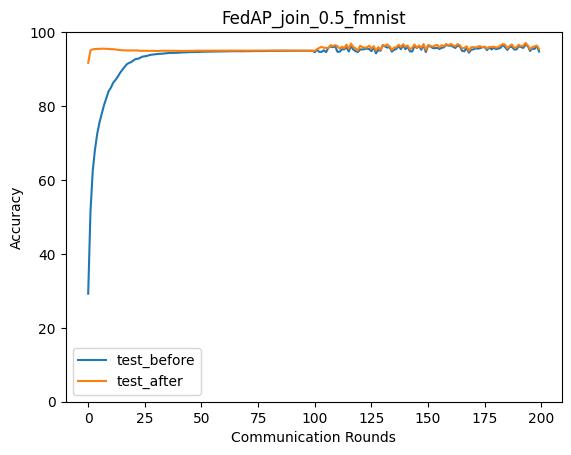 FedAP_join_0.5_fmnist
Accuracy
100
80
60
40
20
0
test_before
test_after
0 25 50 75 100 125 150 175 200
Communication Rounds